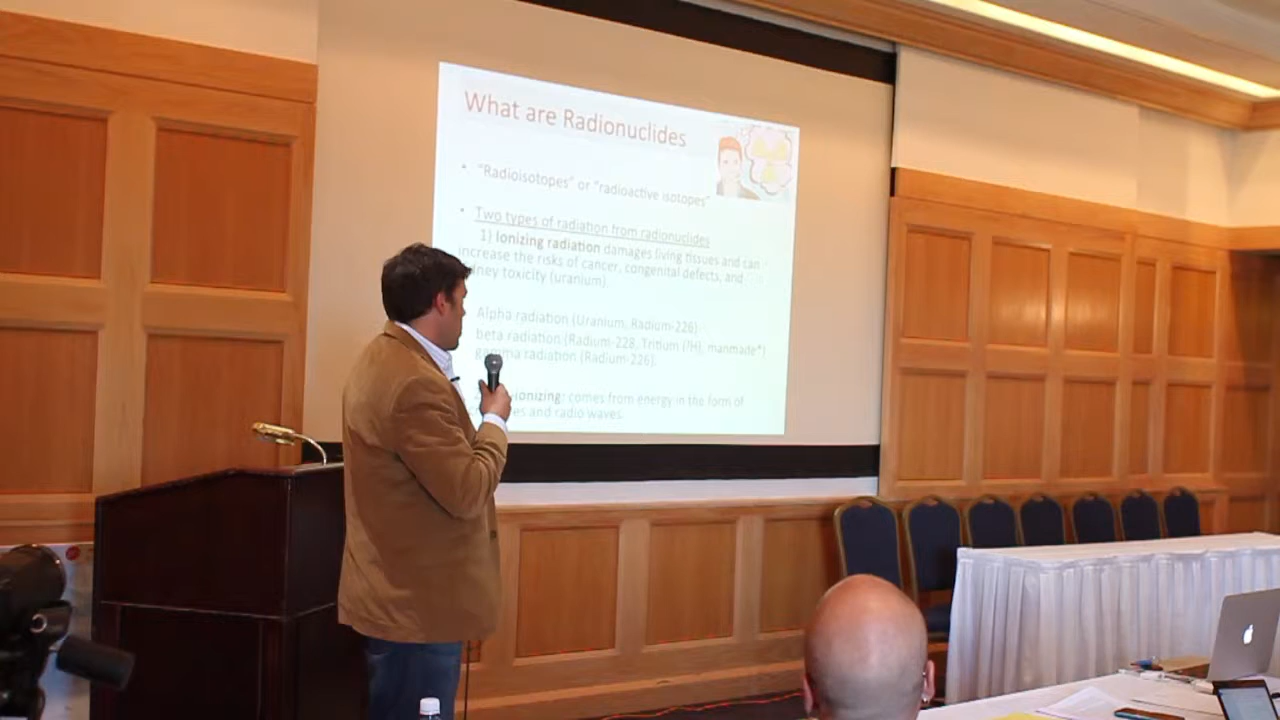 What are Radionuclides
• "Radioisotopes" or "radioactive isotopes"
• Two types of radiation from radionuclides
1) Ionizing radiation damages living tissues and can
increase the risks of cancer, congenital defects, and
toxicity (uranium).
Alpha radiation (Uranium, Radium-226)
beta radiation (Radium-228, Tritium (³H), manmade*)
gamma radiation (Radium-226).
ionizing: comes from energy in the form of
and radio waves.